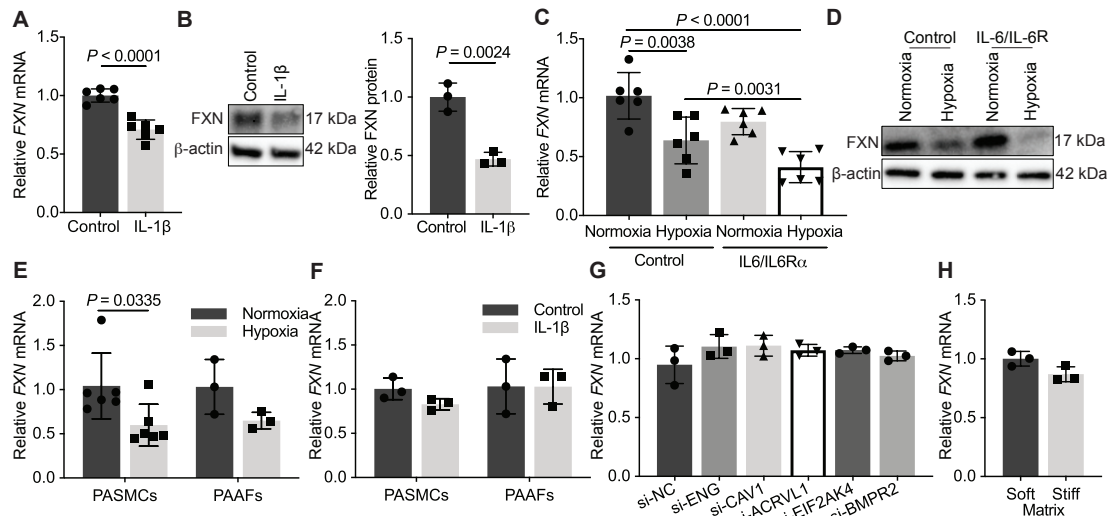 A
Relative FXN mRNA
1.5
1.0
0.5
0.0
P < 0.0001
Control
IL-1β
B
Control
IL-1β
FXN
17 kDa
β-actin
42 kDa
Relative FXN protein
1.5
1.0
0.5
0.0
P = 0.0024
Control
IL-1β
C
Relative FXN mRNA
1.5
1.0
0.5
0.0
P < 0.0001
P = 0.0038
P = 0.0031
Normoxia Hypoxia Normoxia Hypoxia
Control
IL6/IL6Rα
D
Control
IL-6/IL-6R
Normoxia
Hypoxia
Normoxia
Hypoxia
FXN
17 kDa
β-actin
42 kDa
E
Relative FXN mRNA
2.0
1.5
1.0
0.5
0.0
P = 0.0335
Normoxia
Hypoxia
PASMCs
PAAFs
F
Relative FXN mRNA
2.0
1.5
1.0
0.5
0.0
Control
IL-1β
PASMCs
PAAFs
G
Relative FXN mRNA
1.5
1.0
0.5
0.0
si-NC
si-ENG
si-CAV1
si-ACRVL1
si-EIF2AK4
si-BMPR2
H
Relative FXN mRNA
1.5
1.0
0.5
0.0
Soft
Stiff
Matrix